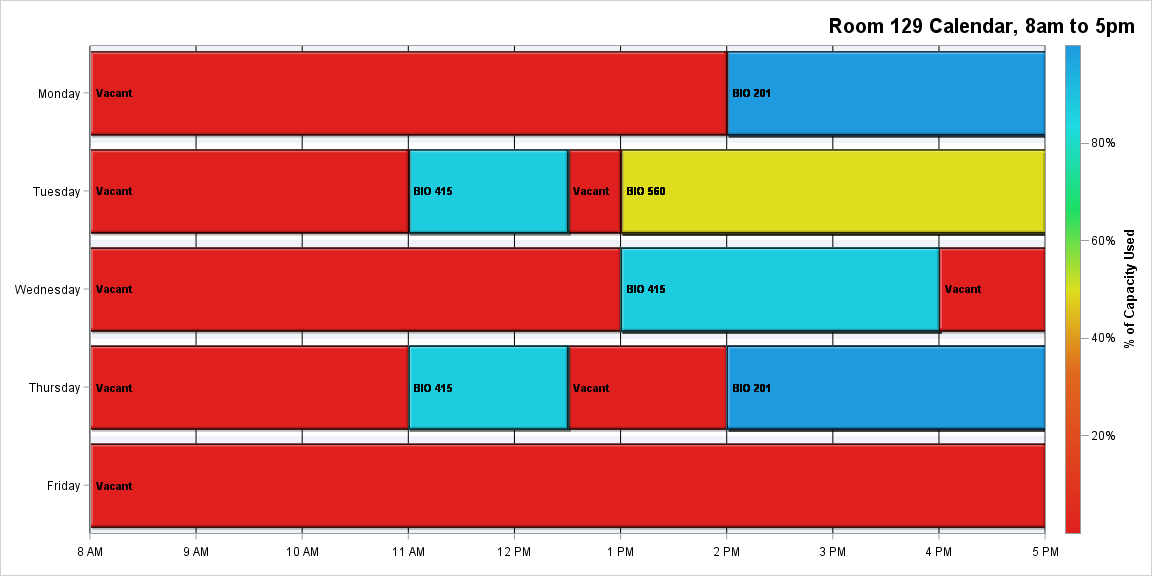 Room 129 Calendar, 8am to 5pm
Monday
Vacant
BIO 201
Tuesday
Vacant
BIO 415
Vacant
BIO 560
Wednesday
Vacant
BIO 415
Vacant
Thursday
Vacant
BIO 415
Vacant
BIO 201
Friday
Vacant
8 AM
9 AM
10 AM
11 AM
12 PM
1 PM
2 PM
3 PM
4 PM
5 PM
80%
60%
40%
20%
% of Capacity Used